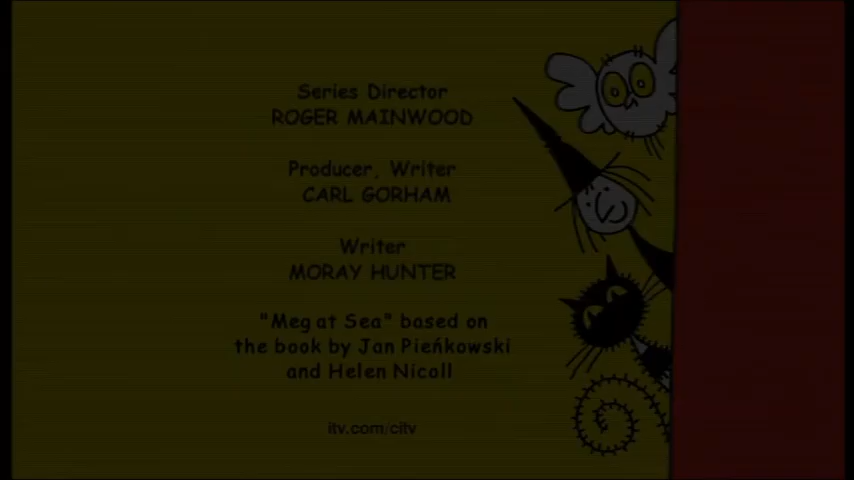 Series Director
ROGER MAINWOOD
Producer, Writer
CARL GORHAM
Writer
MORAY HUNTER
"Meg at Sea" based on
the book by Jan Pieńkowski
and Helen Nicoll
itv.com/citv